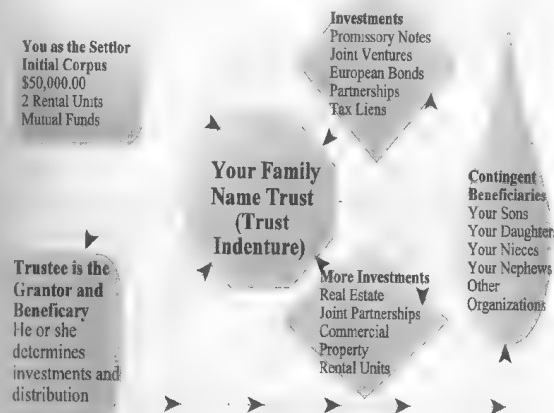 You as the Settlor
Initial Corpus
$50,000.00
2 Rental Units
Mutual Funds
Investments
Promissory Notes
Joint Ventures
European Bonds
Partnerships
Tax Liens
Your Family
Name Trust
(Trust
Indenture)
Contingent
Beneficiaries
Your Sons
Your Daughters
Your Nieces
Your Nephews
Other
Organizations
Trustee is the
Grantor and
Beneficary
He or she
determines
investments and
distribution
More Investments
Real Estate
Joint Partnerships
Commercial
Property
Rental Units